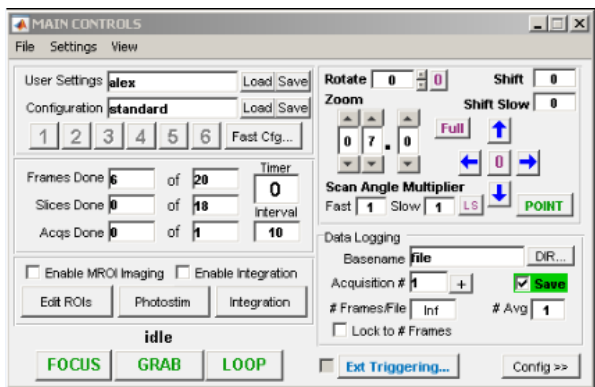 MAIN CONTROLS
File Settings View
User Settings alex Load Save
Configuration standard Load Save
1 2 3 4 5 6 Fast Cfg...
Frames Done 6 of 20
Slices Done 0 of 18
Acqs Done 0 of 1
Timer
0
Interval
10
Enable MROI Imaging Enable Integration
Edit ROIs Photostim Integration
idle
FOCUS GRAB LOOP
Rotate 0 0 Shift 0
Zoom Shift Slow 0
0 7 . 0 Full 0
Scan Angle Multiplier
Fast 1 Slow 1 LS POINT
Data Logging
Basename file DIR...
Acquisition # 1 + Save
# Frames/File Inf # Avg 1
Lock to # Frames
Ext Triggering... Config >>